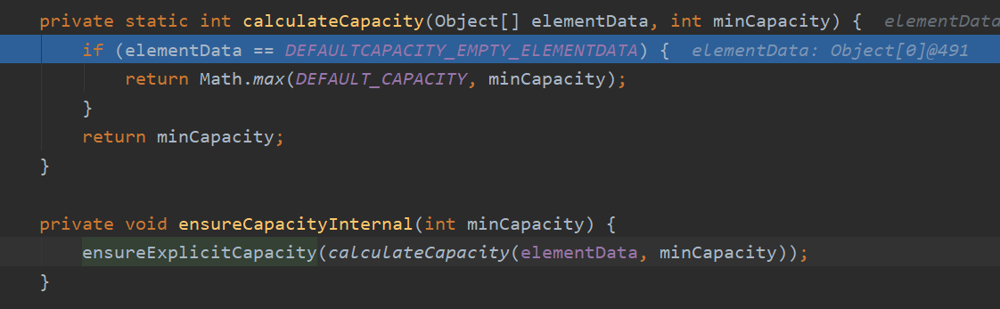 private static int calculateCapacity(Object[] elementData, int minCapacity) { elementData
if (elementData == DEFAULTCAPACITY_EMPTY_ELEMENTDATA) { elementData: Object[0]@491
return Math.max(DEFAULT_CAPACITY, minCapacity);
}
return minCapacity;
}
private void ensureCapacityInternal(int minCapacity) {
ensureExplicitCapacity(calculateCapacity(elementData, minCapacity));
}